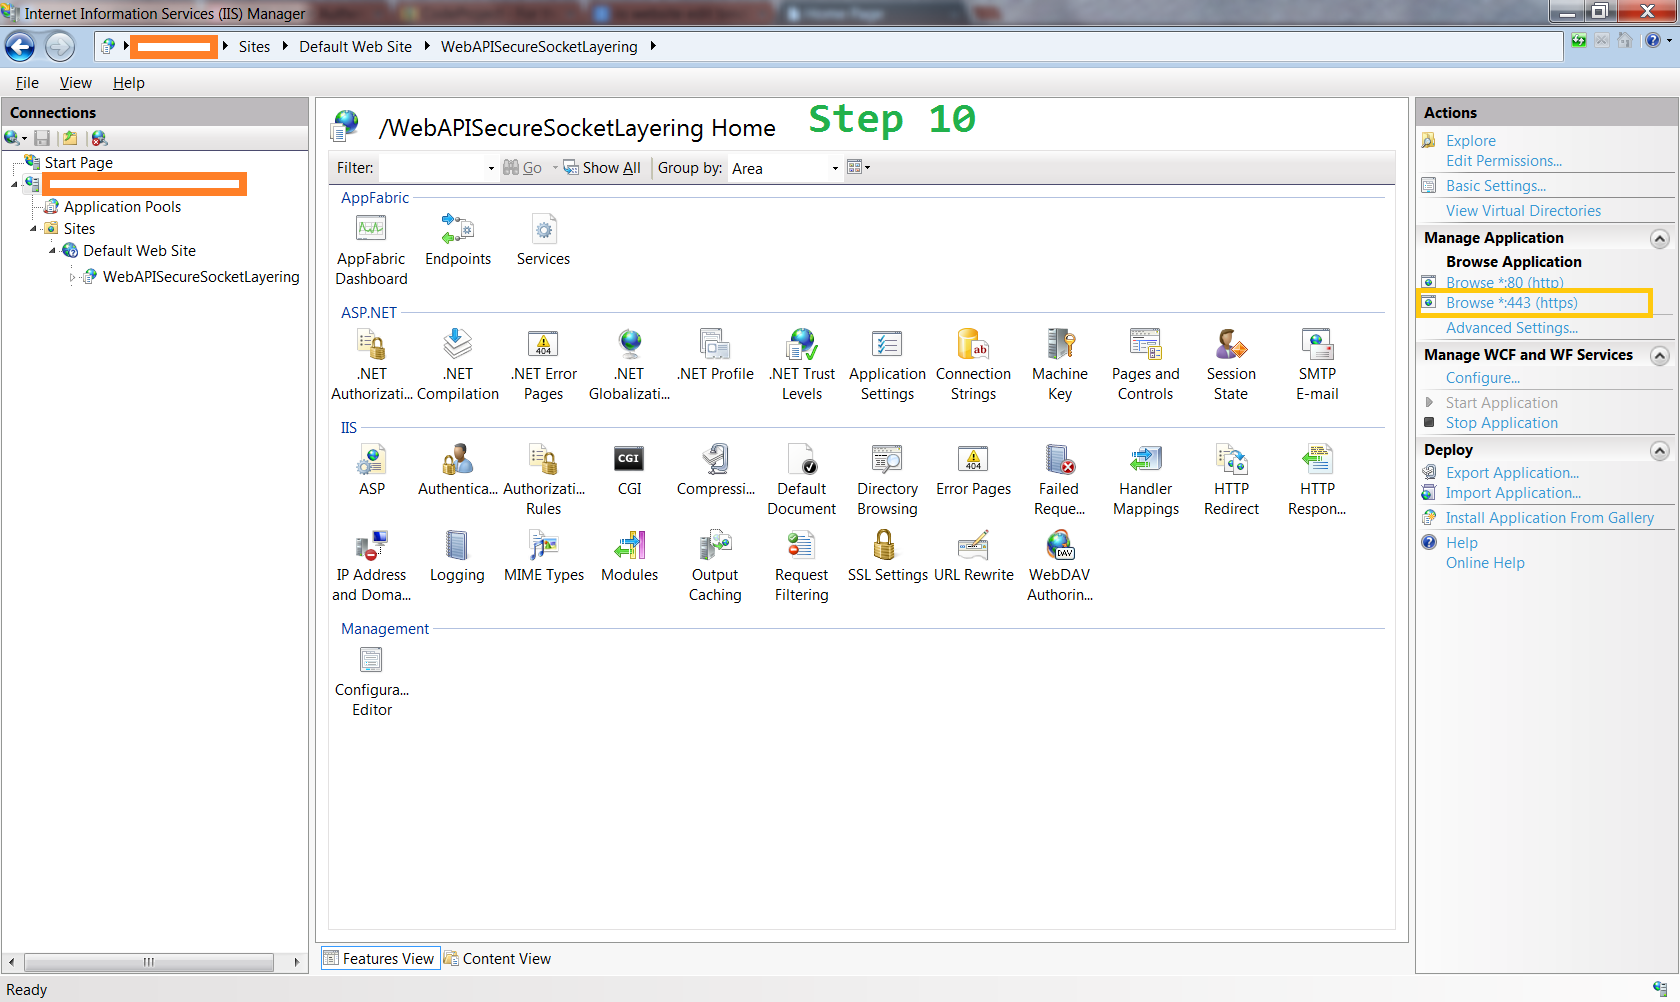 Internet Information Services (IIS) Manager
Sites Default Web Site WebAPISecureSocketLayering
File View Help
Connections
Start Page
Application Pools
Sites
Default Web Site
WebAPISecureSocketLayering
/WebAPISecureSocketLayering Home
Step 10
Filter: Go Show All Group by: Area
AppFabric
AppFabric Dashboard
Endpoints
Services
ASP.NET
.NET Authorizati...
.NET Compilation
.NET Error Pages
.NET Globalizati...
.NET Profile
.NET Trust Levels
Application Settings
Connection Strings
Machine Key
Pages and Controls
Session State
SMTP E-mail
IIS
ASP
Authentica...
Authorizati... Rules
CGI
CGI
Compressi...
Default Document
Directory Browsing
Error Pages
Failed Reque...
Handler Mappings
HTTP Redirect
HTTP Respon...
IP Address and Doma...
Logging
MIME Types
Modules
Output Caching
Request Filtering
SSL Settings
URL Rewrite
WebDAV Authorin...
Management
Configura... Editor
Features View
Content View
Actions
Explore
Edit Permissions...
Basic Settings...
View Virtual Directories
Manage Application
Browse Application
Browse *:80 (http)
Browse *:443 (https)
Advanced Settings...
Manage WCF and WF Services
Configure...
Start Application
Stop Application
Deploy
Export Application...
Import Application...
Install Application From Gallery
Help
Online Help
Ready